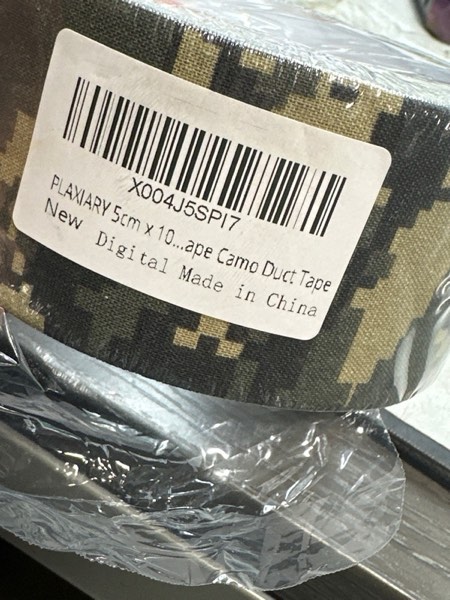 X004J5SPI7
PLAXIARY 5cm x 10...ape Camo Duct Tape
New Digital Made in China